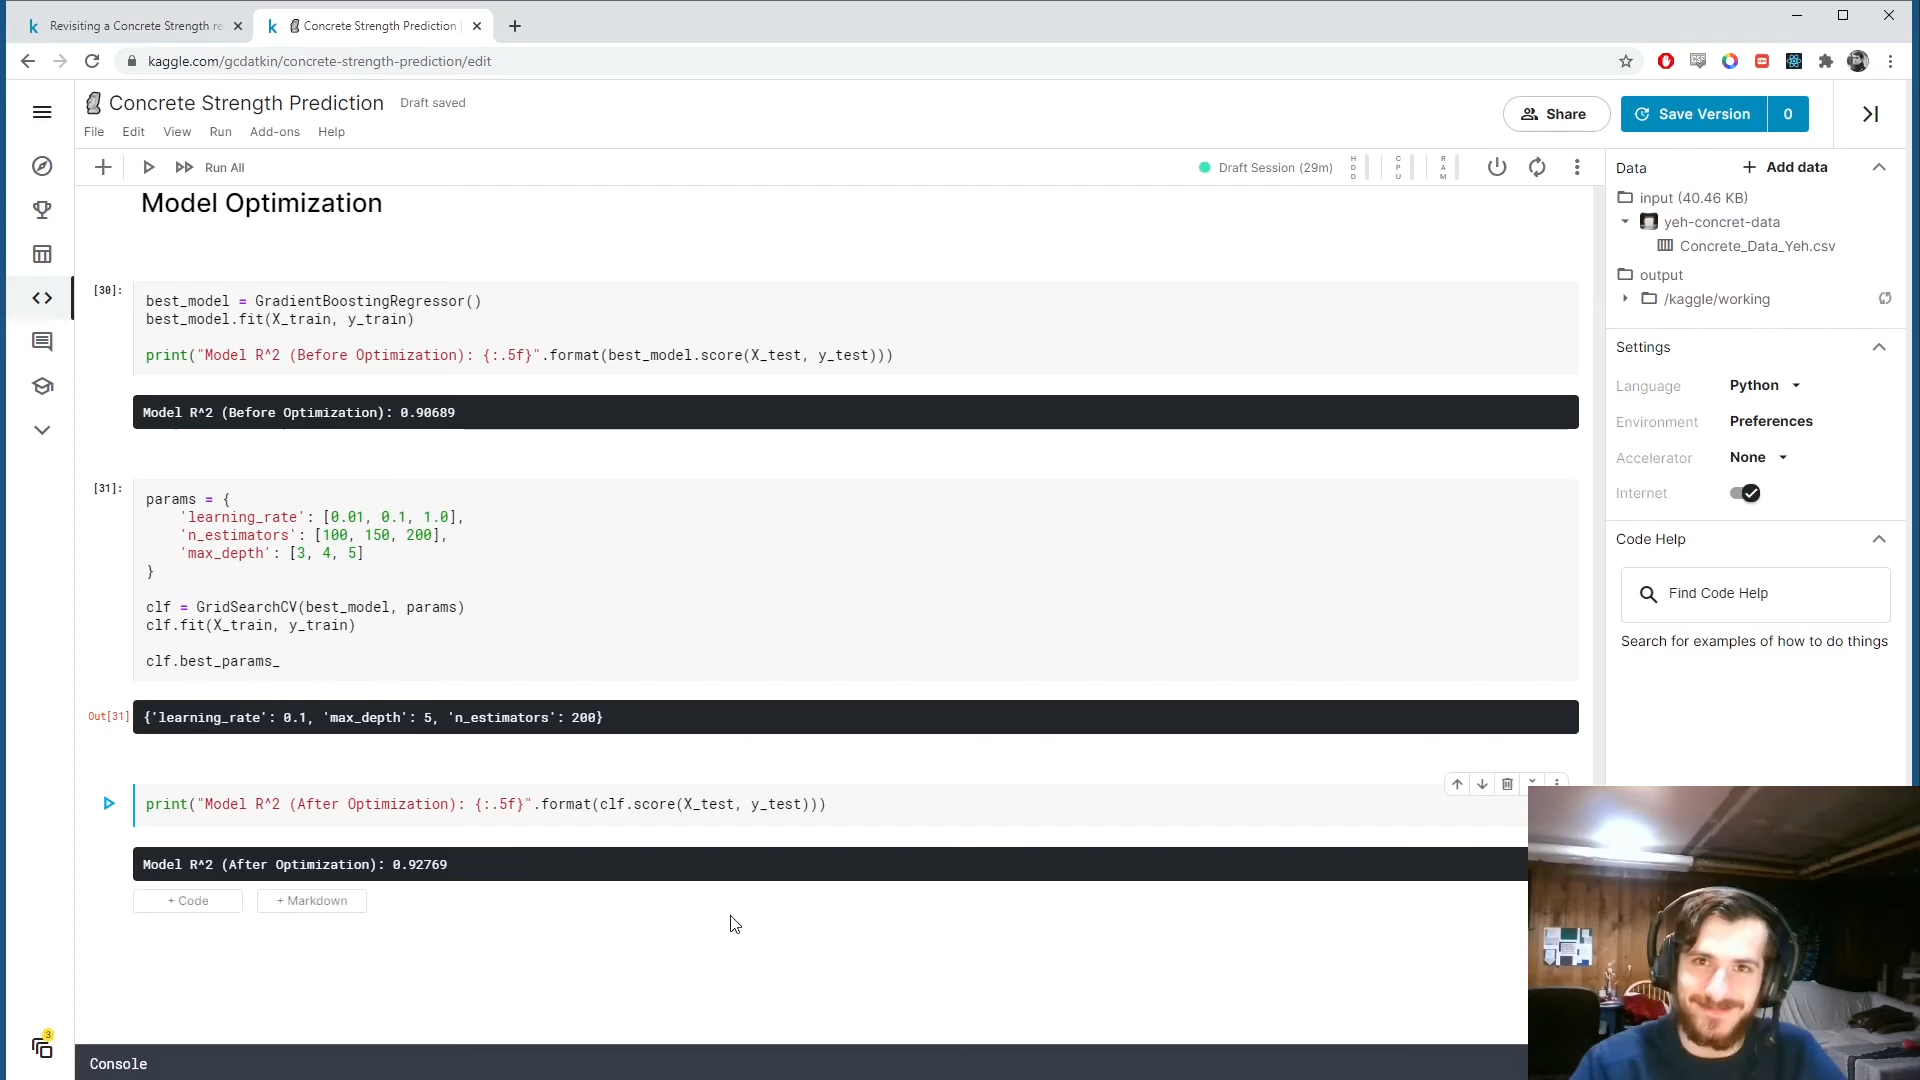 Revisiting a Concrete Strength re
Concrete Strength Prediction
kaggle.com/gcdatkin/concrete-strength-prediction/edit
Concrete Strength Prediction
Draft saved
File Edit View Run Add-ons Help
Share
Save Version
0
Run All
Draft Session (29m)
HDD
CPU
RAM
Model Optimization
[30]:
best_model = GradientBoostingRegressor()
best_model.fit(X_train, y_train)
print("Model R^2 (Before Optimization): {:.5f}".format(best_model.score(X_test, y_test)))
Model R^2 (Before Optimization): 0.90689
[31]:
params = {
'learning_rate': [0.01, 0.1, 1.0],
'n_estimators': [100, 150, 200],
'max_depth': [3, 4, 5]
}
clf = GridSearchCV(best_model, params)
clf.fit(X_train, y_train)
clf.best_params_
Out[31]
{'learning_rate': 0.1, 'max_depth': 5, 'n_estimators': 200}
print("Model R^2 (After Optimization): {:.5f}".format(clf.score(X_test, y_test)))
Model R^2 (After Optimization): 0.92769
+ Code
+ Markdown
3
Console
Data
+ Add data
input (40.46 KB)
yeh-concret-data
Concrete_Data_Yeh.csv
output
/kaggle/working
Settings
Language Python
Environment Preferences
Accelerator None
Internet
Code Help
Find Code Help
Search for examples of how to do things